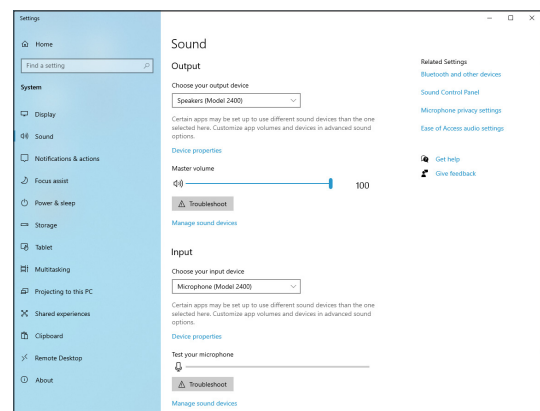 Settings
Home
Find a setting
System
Display
Sound
Notifications & actions
Focus assist
Power & sleep
Storage
Tablet
Multitasking
Projecting to this PC
Shared experiences
Clipboard
Remote Desktop
About
Sound
Output
Choose your output device
Speakers (Model 2400)
Certain apps may be set up to use different sound devices than the one
selected here. Customize app volumes and devices in advanced sound
options.
Device properties
Master volume
100
Troubleshoot
Manage sound devices
Input
Choose your input device
Microphone (Model 2400)
Certain apps may be set up to use different sound devices than the one
selected here. Customize app volumes and devices in advanced sound
options.
Device properties
Test your microphone
Troubleshoot
Manage sound devices
Related Settings
Bluetooth and other devices
Sound Control Panel
Microphone privacy settings
Ease of Access audio settings
Get help
Give feedback